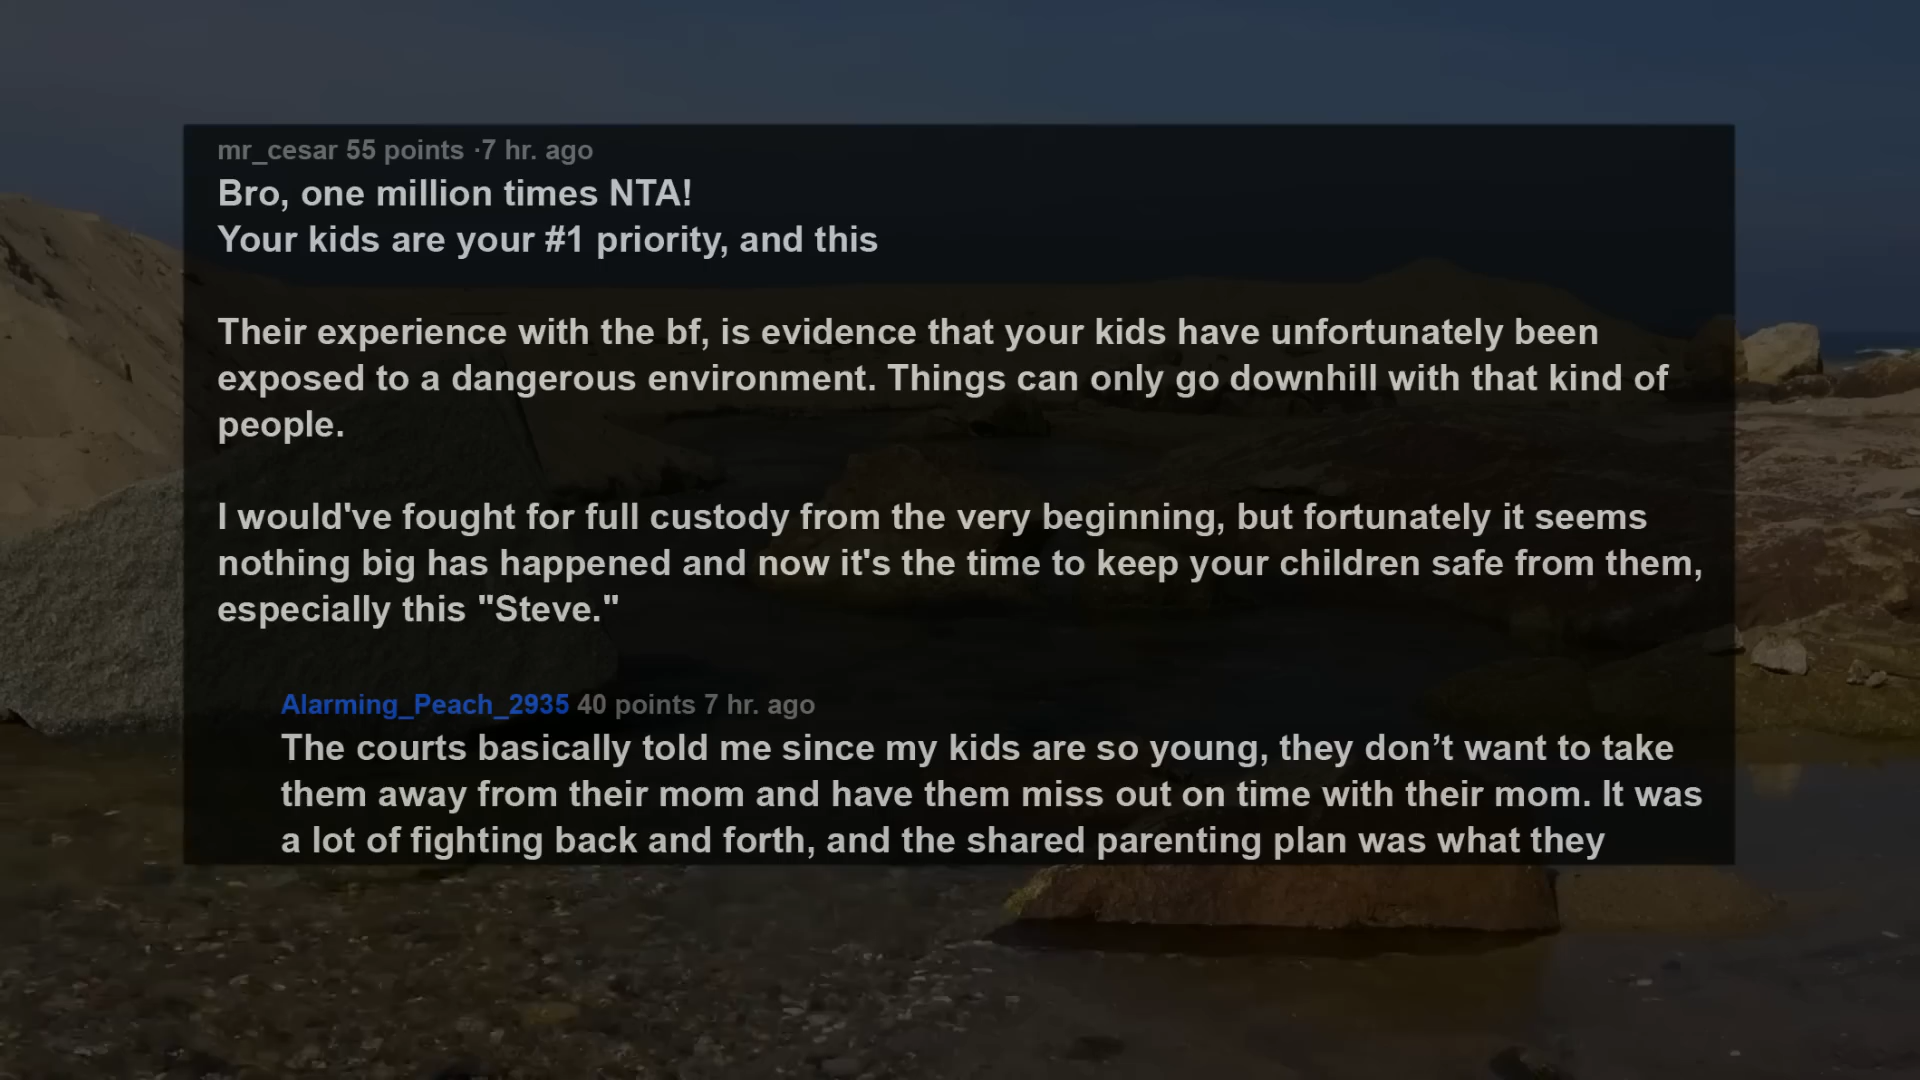 mr_cesar 55 points ·7 hr. ago
Bro, one million times NTA!
Your kids are your #1 priority, and this
Their experience with the bf, is evidence that your kids have unfortunately been
exposed to a dangerous environment. Things can only go downhill with that kind of
people.
I would've fought for full custody from the very beginning, but fortunately it seems
nothing big has happened and now it's the time to keep your children safe from them,
especially this "Steve."
Alarming_Peach_2935 40 points 7 hr. ago
The courts basically told me since my kids are so young, they don’t want to take
them away from their mom and have them miss out on time with their mom. It was
a lot of fighting back and forth, and the shared parenting plan was what they